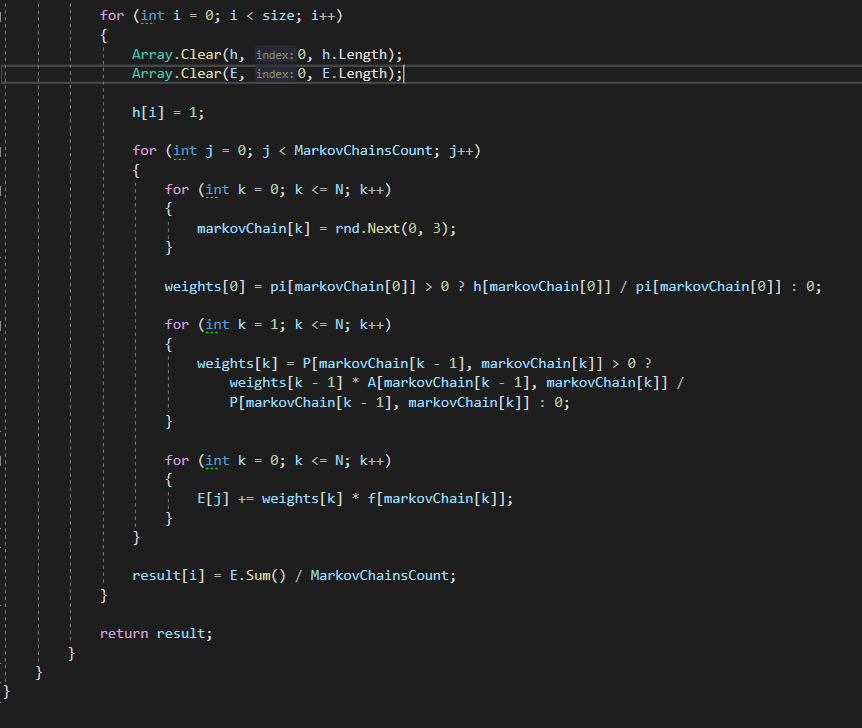 for (int i = 0; i < size; i++)
{
Array.Clear(h, index: 0, h.Length);
Array.Clear(E, index: 0, E.Length);
h[i] = 1;
for (int j = 0; j < MarkovChainsCount; j++)
{
for (int k = 0; k <= N; k++)
{
markovChain[k] = rnd.Next(0, 3);
}
weights[0] = pi[markovChain[0]] > 0 ? h[markovChain[0]] / pi[markovChain[0]] : 0;
for (int k = 1; k <= N; k++)
{
weights[k] = P[markovChain[k - 1], markovChain[k]] > 0 ?
weights[k - 1] * A[markovChain[k - 1], markovChain[k]] /
P[markovChain[k - 1], markovChain[k]] : 0;
}
for (int k = 0; k <= N; k++)
{
E[j] += weights[k] * f[markovChain[k]];
}
}
result[i] = E.Sum() / MarkovChainsCount;
}
return result;
}
}
}